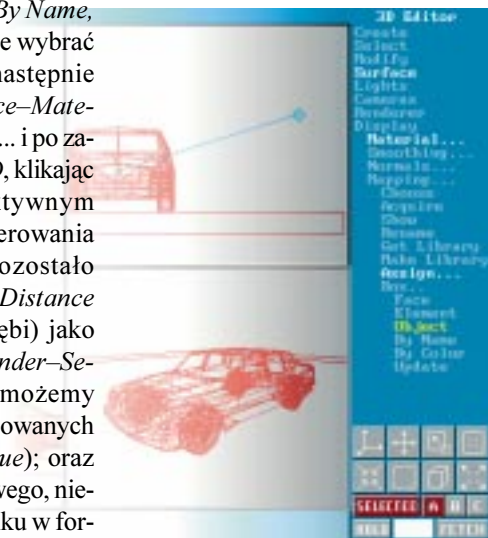 By Name,
e wybrać
następnie
ce–Mate-
... i po za-
O, klikając
ktywnym
erowania
ozostało
Distance
ębi) jako
nder–Se-
możemy
owanych
ue); oraz
wego, nie-
ku w for-
3D Editor
Create
Select
Modify
Surface
Lights
Cameras
Renderer
Display
Material...
Smoothing...
Normals...
Mapping...
Choose
Acquire
Show
Rename
Get Library
Make Library
Assign...
Box..
Face
Element
Object
By Name
By Color
Update
SELECTED A B C
HOLD FETCH